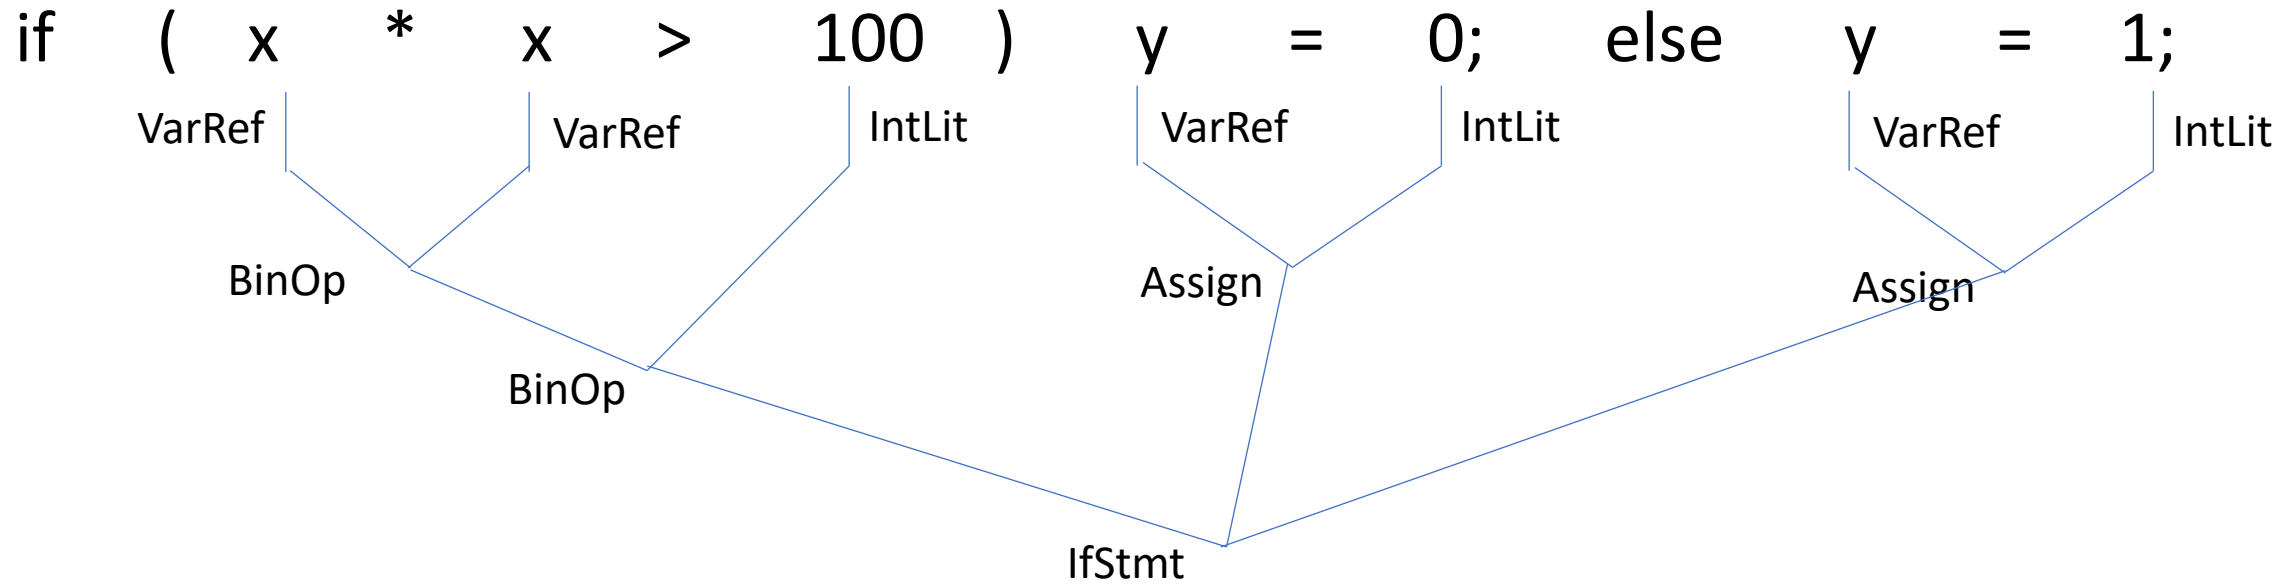 if ( x * x > 100 ) y = 0; else y = 1;
VarRef VarRef IntLit VarRef IntLit VarRef IntLit
BinOp Assign Assign
BinOp
IfStmt